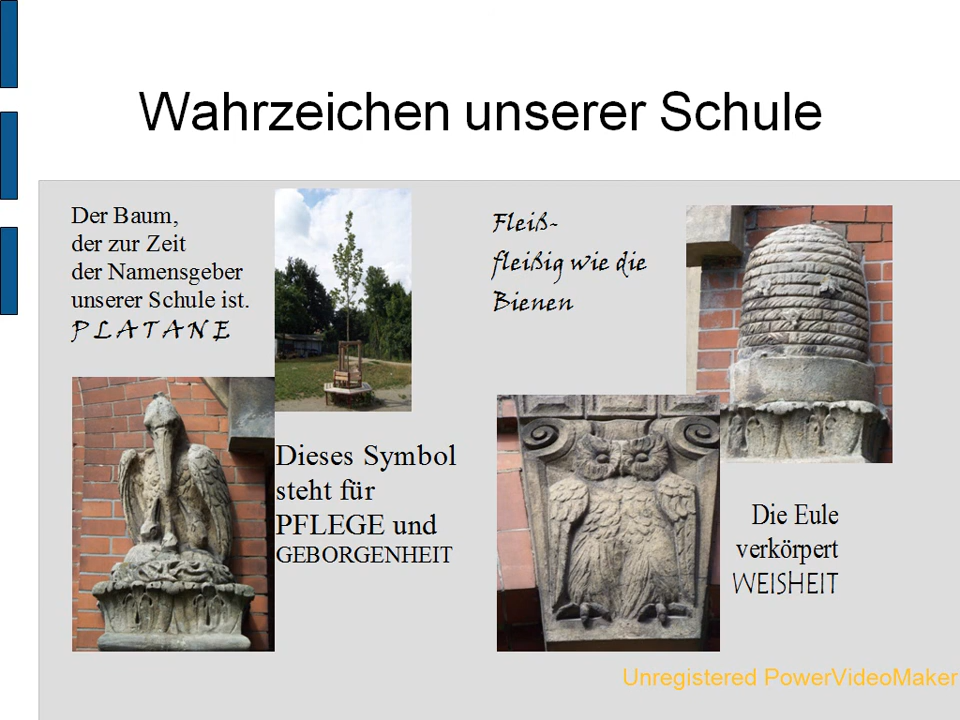 Wahrzeichen unserer Schule
Der Baum,
der zur Zeit
der Namensgeber
unserer Schule ist.
PLATANE
Dieses Symbol
steht für
PFLEGE und
GEBORGENHEIT
Fleiß-
fleißig wie die
Bienen
Die Eule
verkörpert
WEISHEIT
Unregistered PowerVideoMaker